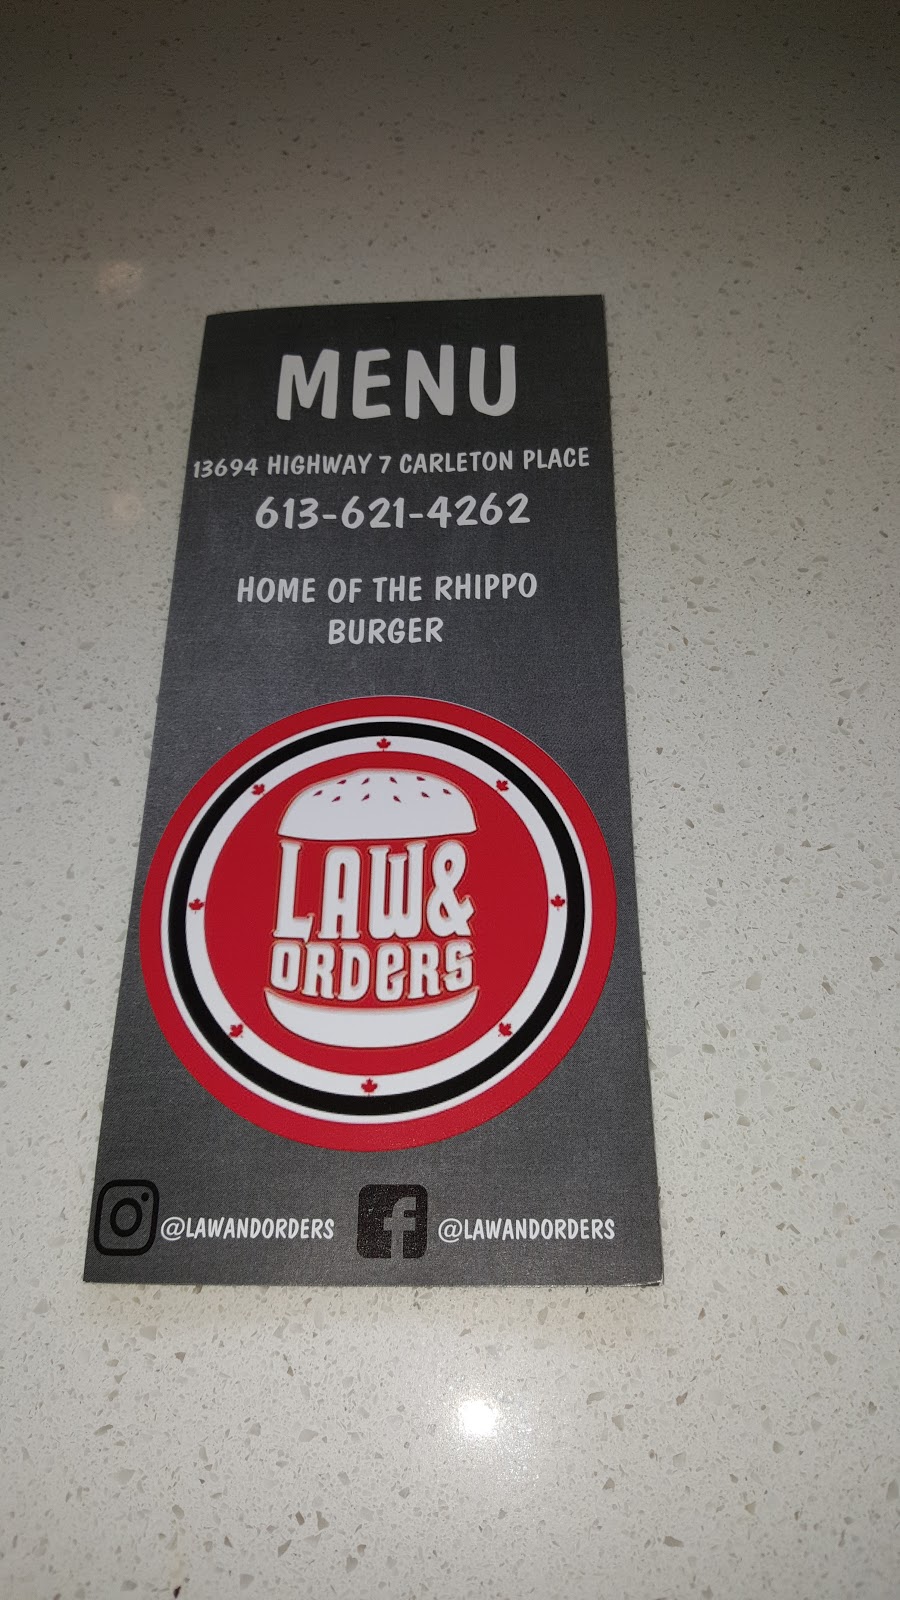 MENU
13694 HIGHWAY 7 CARLETON PLACE
613-621-4262
HOME OF THE RHIPPO
BURGER
LAW&
ORDERS
@LAWANDORDERS @LAWANDORDERS